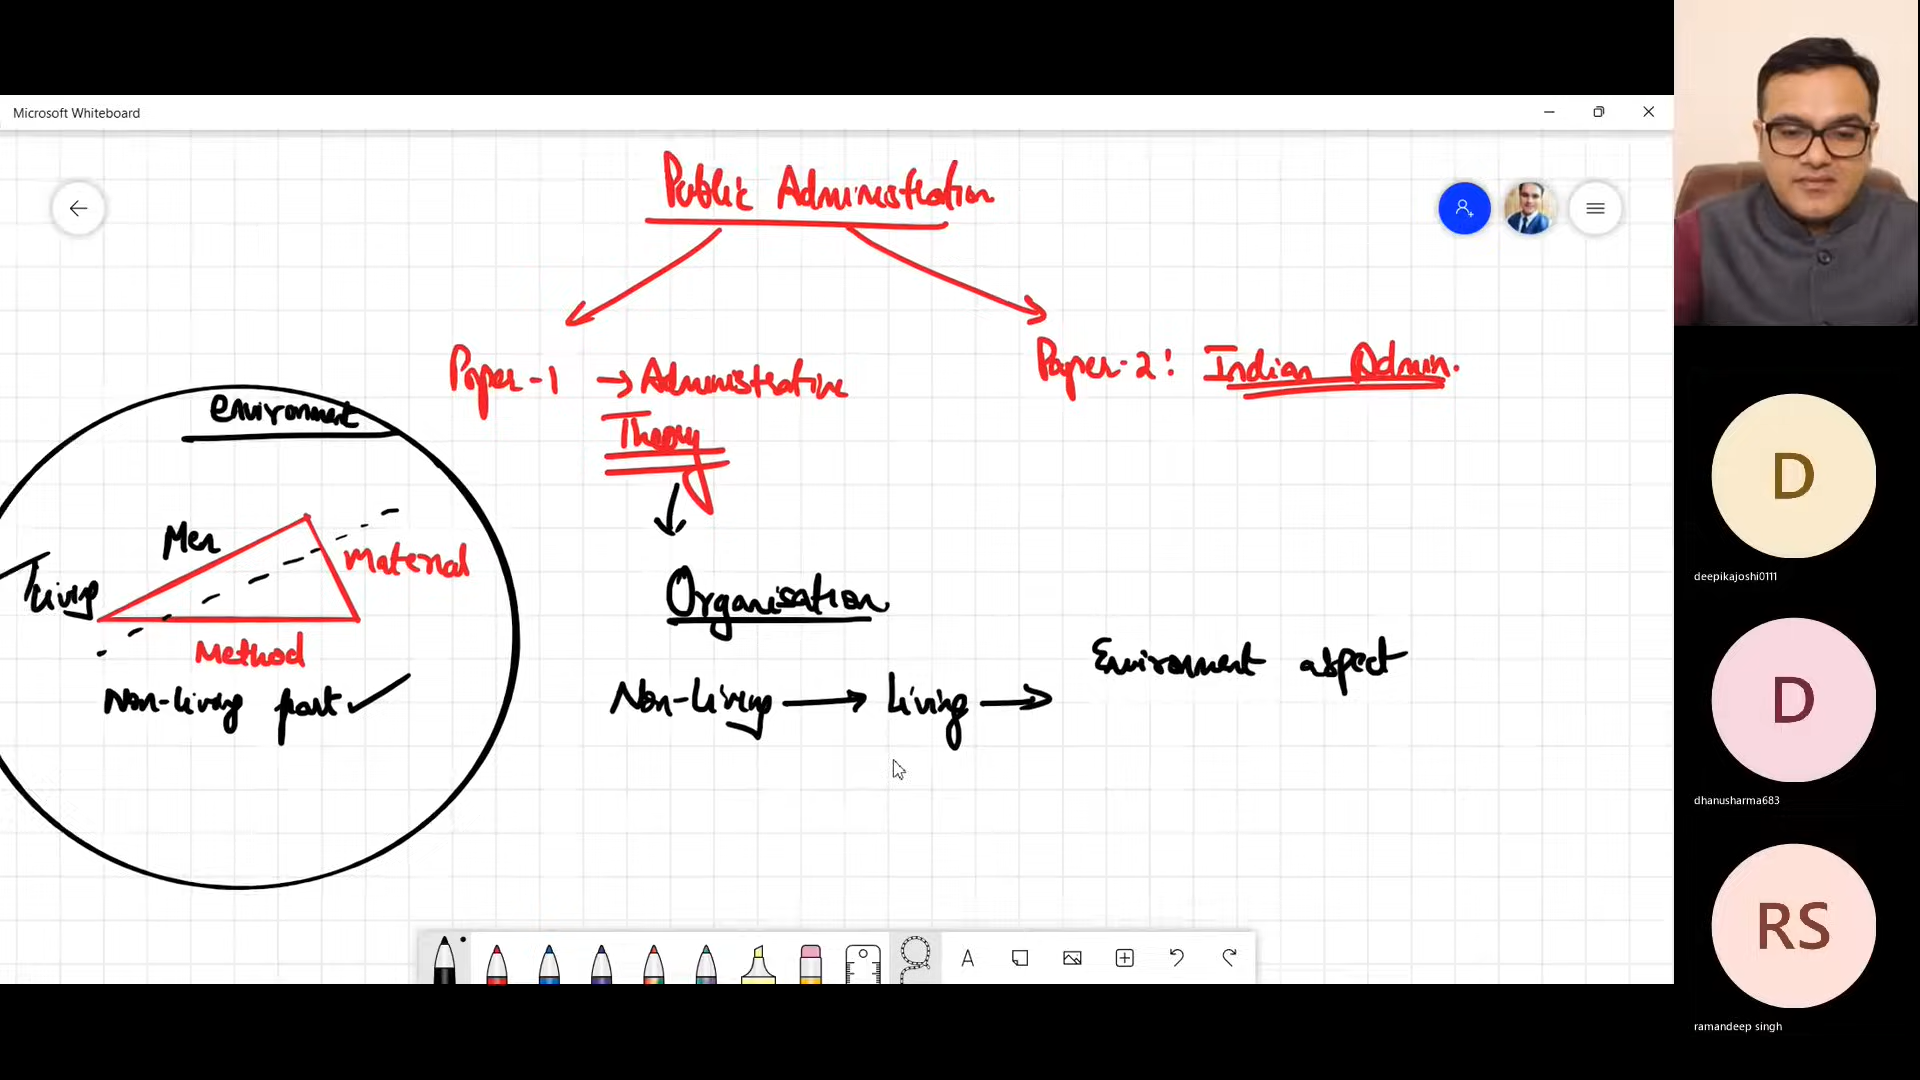 Microsoft Whiteboard
Public Administration
Paper-1 → Administrative
Theory
Paper-2: Indian Admin.
environment
Men
Material
Living
Method
Non-living part
Organisation
Non-Living → Living →
Environment aspect
A
D
deepikajoshi0111
D
dhanusharma683
RS
ramandeep singh